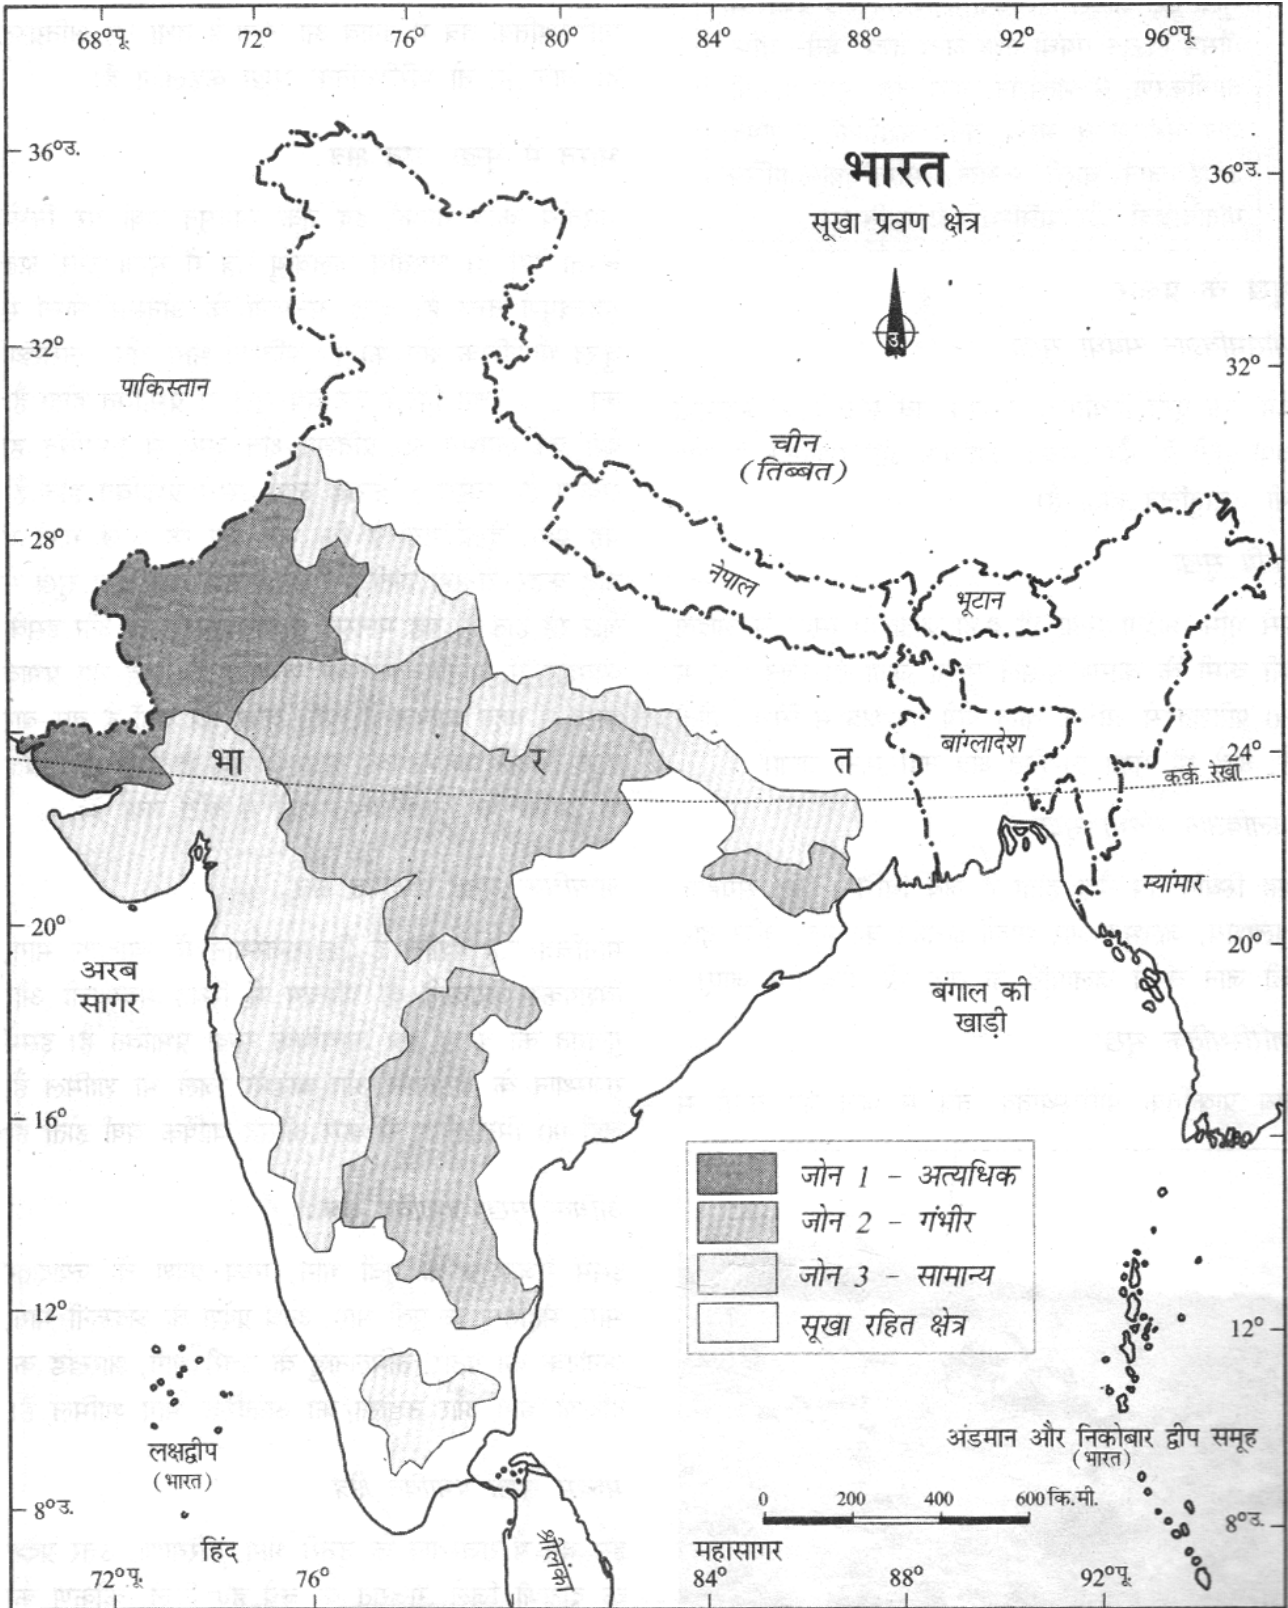 68°पू.
72°
76°
80°
84°
88°
92°
96°पू.
36°उ.
भारत
36°उ.
सूखा प्रवण क्षेत्र
उ
32°
32°
पाकिस्तान
चीन
(तिब्बत)
28°
28°
नेपाल
भूटान
भा
र
त
बांग्लादेश
24°
कर्क रेखा
म्यांमार
20°
20°
अरब
सागर
बंगाल की
खाड़ी
16°
जोन 1 - अत्यधिक
जोन 2 - गंभीर
जोन 3 - सामान्य
सूखा रहित क्षेत्र
12°
12°
लक्षद्वीप
(भारत)
अंडमान और निकोबार द्वीप समूह
(भारत)
0 200 400 600 कि.मी.
8°उ.
8°उ.
हिंद
श्रीलंका
महासागर
72°पू.
76°
84°
88°
92°पू.